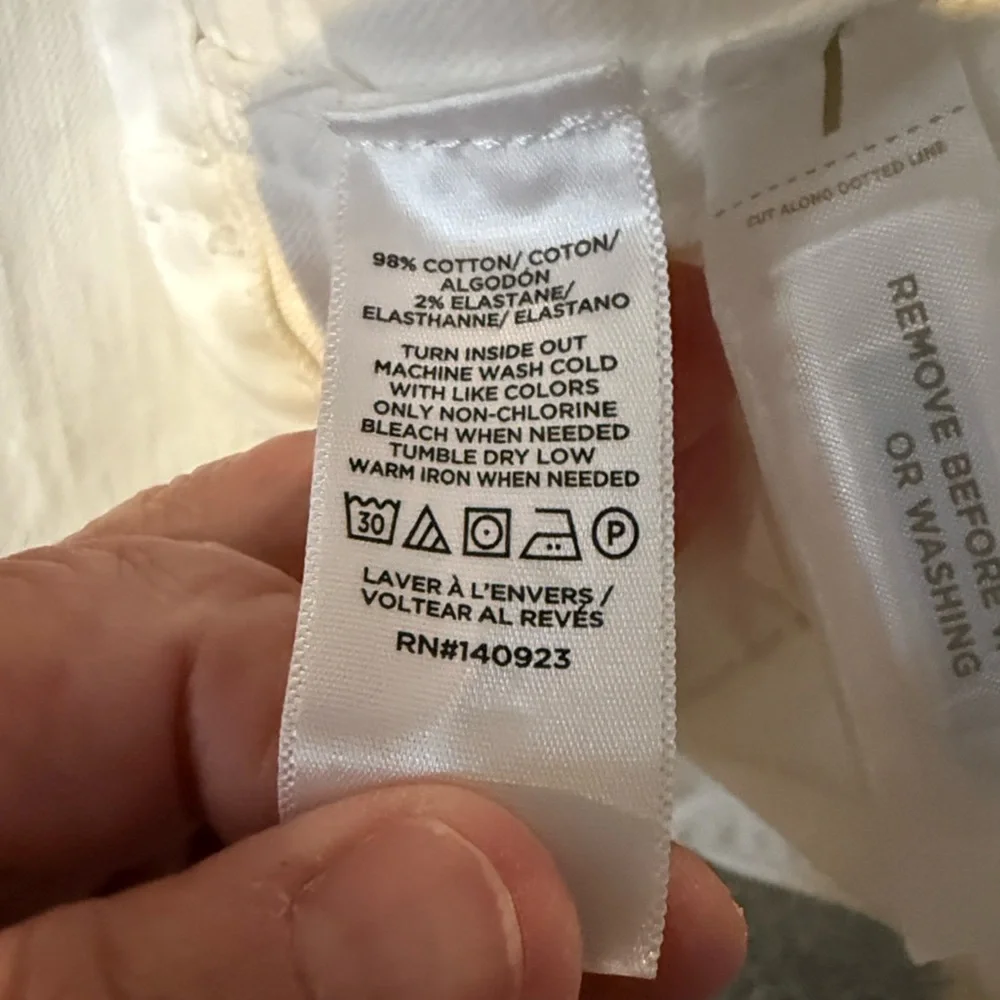 98% COTTON/ COTON/
ALGODÓN
2% ELASTANE/
ELASTHANNE/ ELASTANO
TURN INSIDE OUT
MACHINE WASH COLD
WITH LIKE COLORS
ONLY NON-CHLORINE
BLEACH WHEN NEEDED
TUMBLE DRY LOW
WARM IRON WHEN NEEDED
30
P
LAVER À L'ENVERS /
VOLTEAR AL REVÉS
RN#140923
CUT ALONG DOTTED LINE
REMOVE BEFORE
OR WASHING